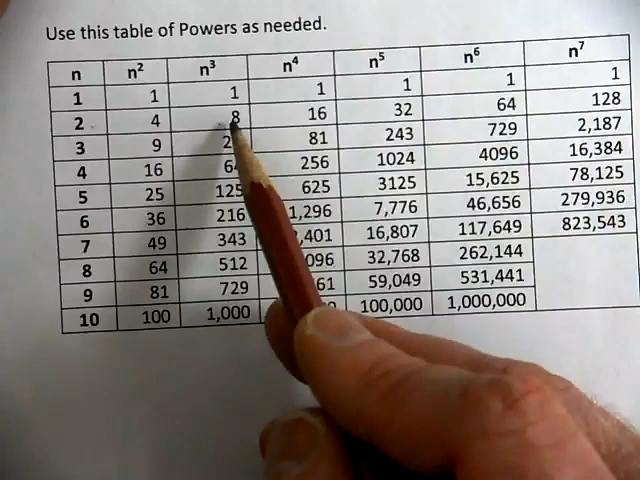 Use this table of Powers as needed.
n n² n³ n⁴ n⁵ n⁶ n⁷
1 1 1 1 1 1 1
2 4 8 16 32 64 128
3 9 81 243 729 2,187
4 16 256 1024 4096 16,384
5 25 125 625 3125 15,625 78,125
6 36 216 1,296 7,776 46,656 279,936
7 49 343 16,807 117,649 823,543
8 64 512 32,768 262,144
9 81 729 59,049 531,441
10 100 1,000 100,000 1,000,000